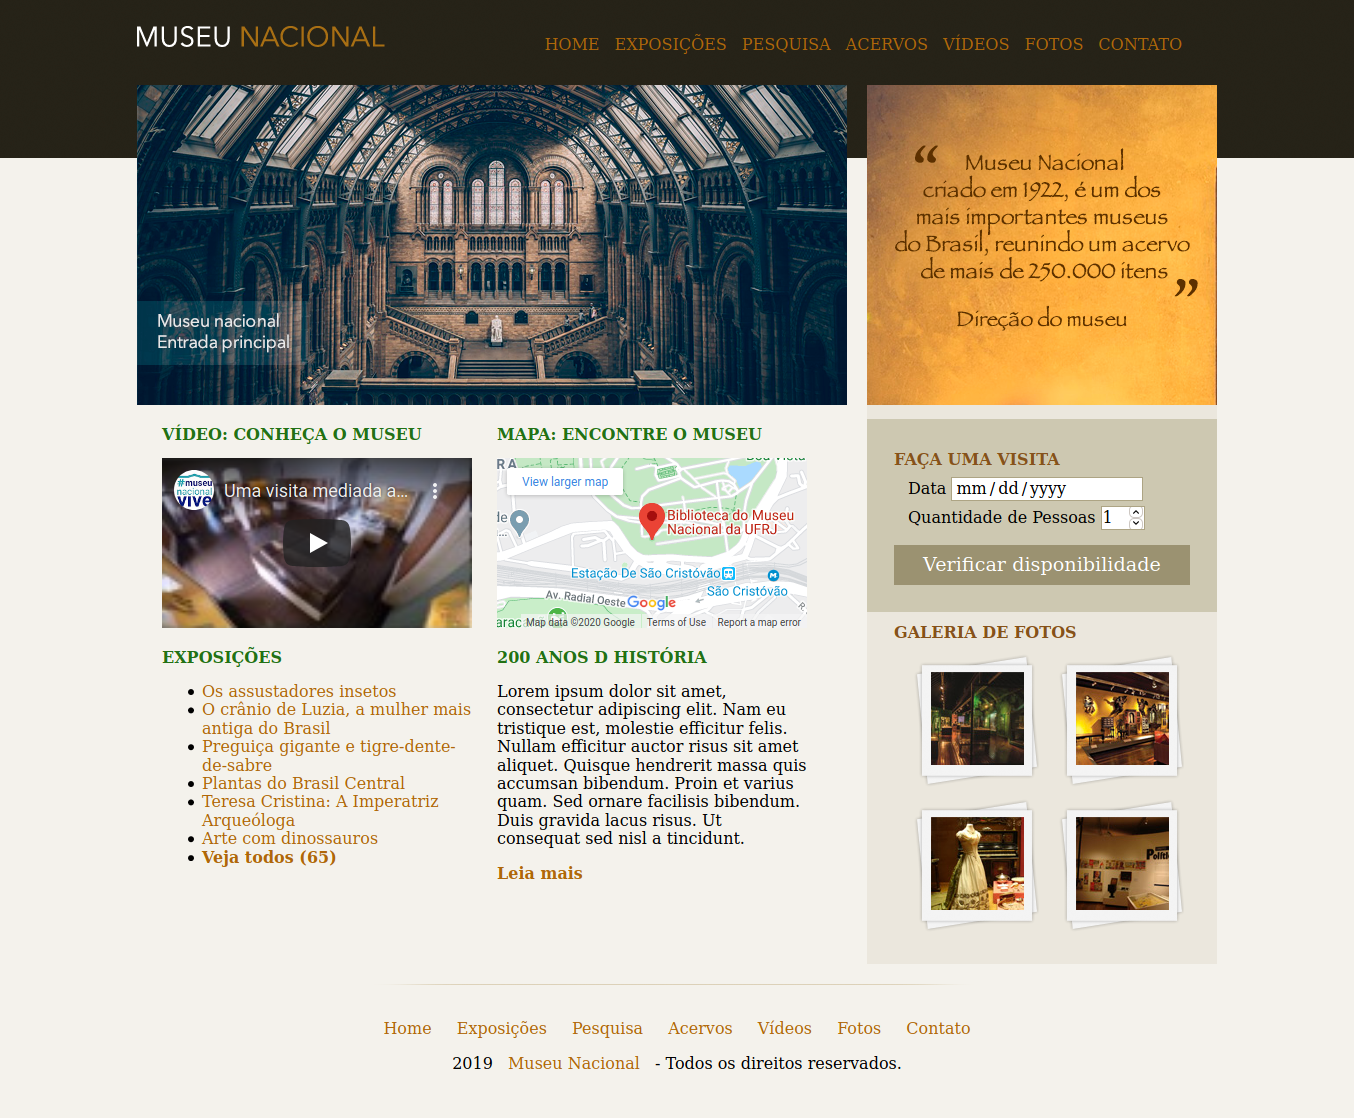 MUSEU NACIONAL
HOME EXPOSIÇÕES PESQUISA ACERVOS VÍDEOS FOTOS CONTATO
Museu nacional
Entrada principal
“ Museu Nacional
criado em 1922, é um dos
mais importantes museus
do Brasil, reunindo um acervo
de mais de 250.000 itens ”
Direção do museu
VÍDEO: CONHEÇA O MUSEU
#museu
nacional
vive
Uma visita mediada a...
MAPA: ENCONTRE O MUSEU
View larger map
Biblioteca do Museu
Nacional da UFRJ
Estação De São Cristóvão
São Cristóvão
Av. Radial Oeste
Google
Map data ©2020 Google Terms of Use Report a map error
EXPOSIÇÕES
Os assustadores insetos
O crânio de Luzia, a mulher mais
antiga do Brasil
Preguiça gigante e tigre-dente-
de-sabre
Plantas do Brasil Central
Teresa Cristina: A Imperatriz
Arqueóloga
Arte com dinossauros
Veja todos (65)
200 ANOS D HISTÓRIA
Lorem ipsum dolor sit amet,
consectetur adipiscing elit. Nam eu
tristique est, molestie efficitur felis.
Nullam efficitur auctor risus sit amet
aliquet. Quisque hendrerit massa quis
accumsan bibendum. Proin et varius
quam. Sed ornare facilisis bibendum.
Duis gravida lacus risus. Ut
consequat sed nisl a tincidunt.
Leia mais
FAÇA UMA VISITA
Data mm/dd/yyyy
Quantidade de Pessoas 1
Verificar disponibilidade
GALERIA DE FOTOS
Home Exposições Pesquisa Acervos Vídeos Fotos Contato
2019 Museu Nacional - Todos os direitos reservados.